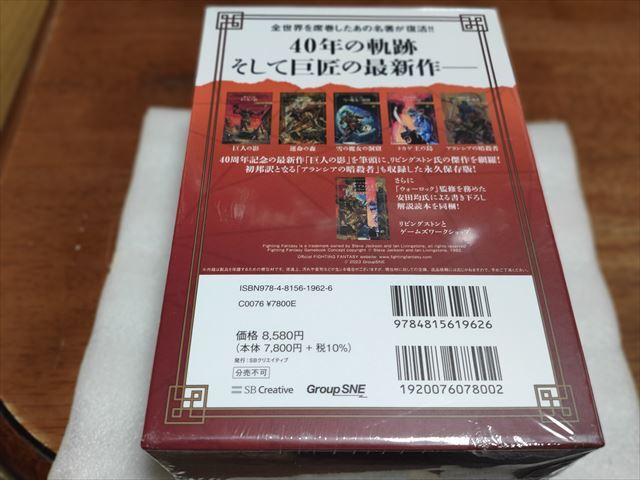 全世界を席巻したあの名著が復活!!
40年の軌跡
そして巨匠の最新作──
巨人の影
運命の森
雪の魔女の洞窟
トカゲ王の島
アランシアの暗殺者
40周年記念の最新作「巨人の影」を筆頭に、リビングストン氏の傑作を網羅!
初邦訳となる「アランシアの暗殺者」も収録した永久保存版!
さらに
「ウォーロック」監修を務めた
安田均氏による書き下ろし
解説読本を同梱!
リビングストンと
ゲームズワークショップ
Fighting Fantasy is a trademark owned by Steve Jackson and Ian Livingstone, all rights reserved
Fighting Fantasy Gamebook Concept copyright © Steve Jackson and Ian Livingstone, 1982.
Official FIGHTING FANTASY website www.fightingfantasy.com
© 2023 GroupSNE
ISBN978-4-8156-1962-6
C0076 ¥7800E
価格 8,580円
(本体 7,800円 + 税10%)
発行:SBクリエイティブ
分売不可
SB Creative
Group SNE
9784815619626
1920076078002